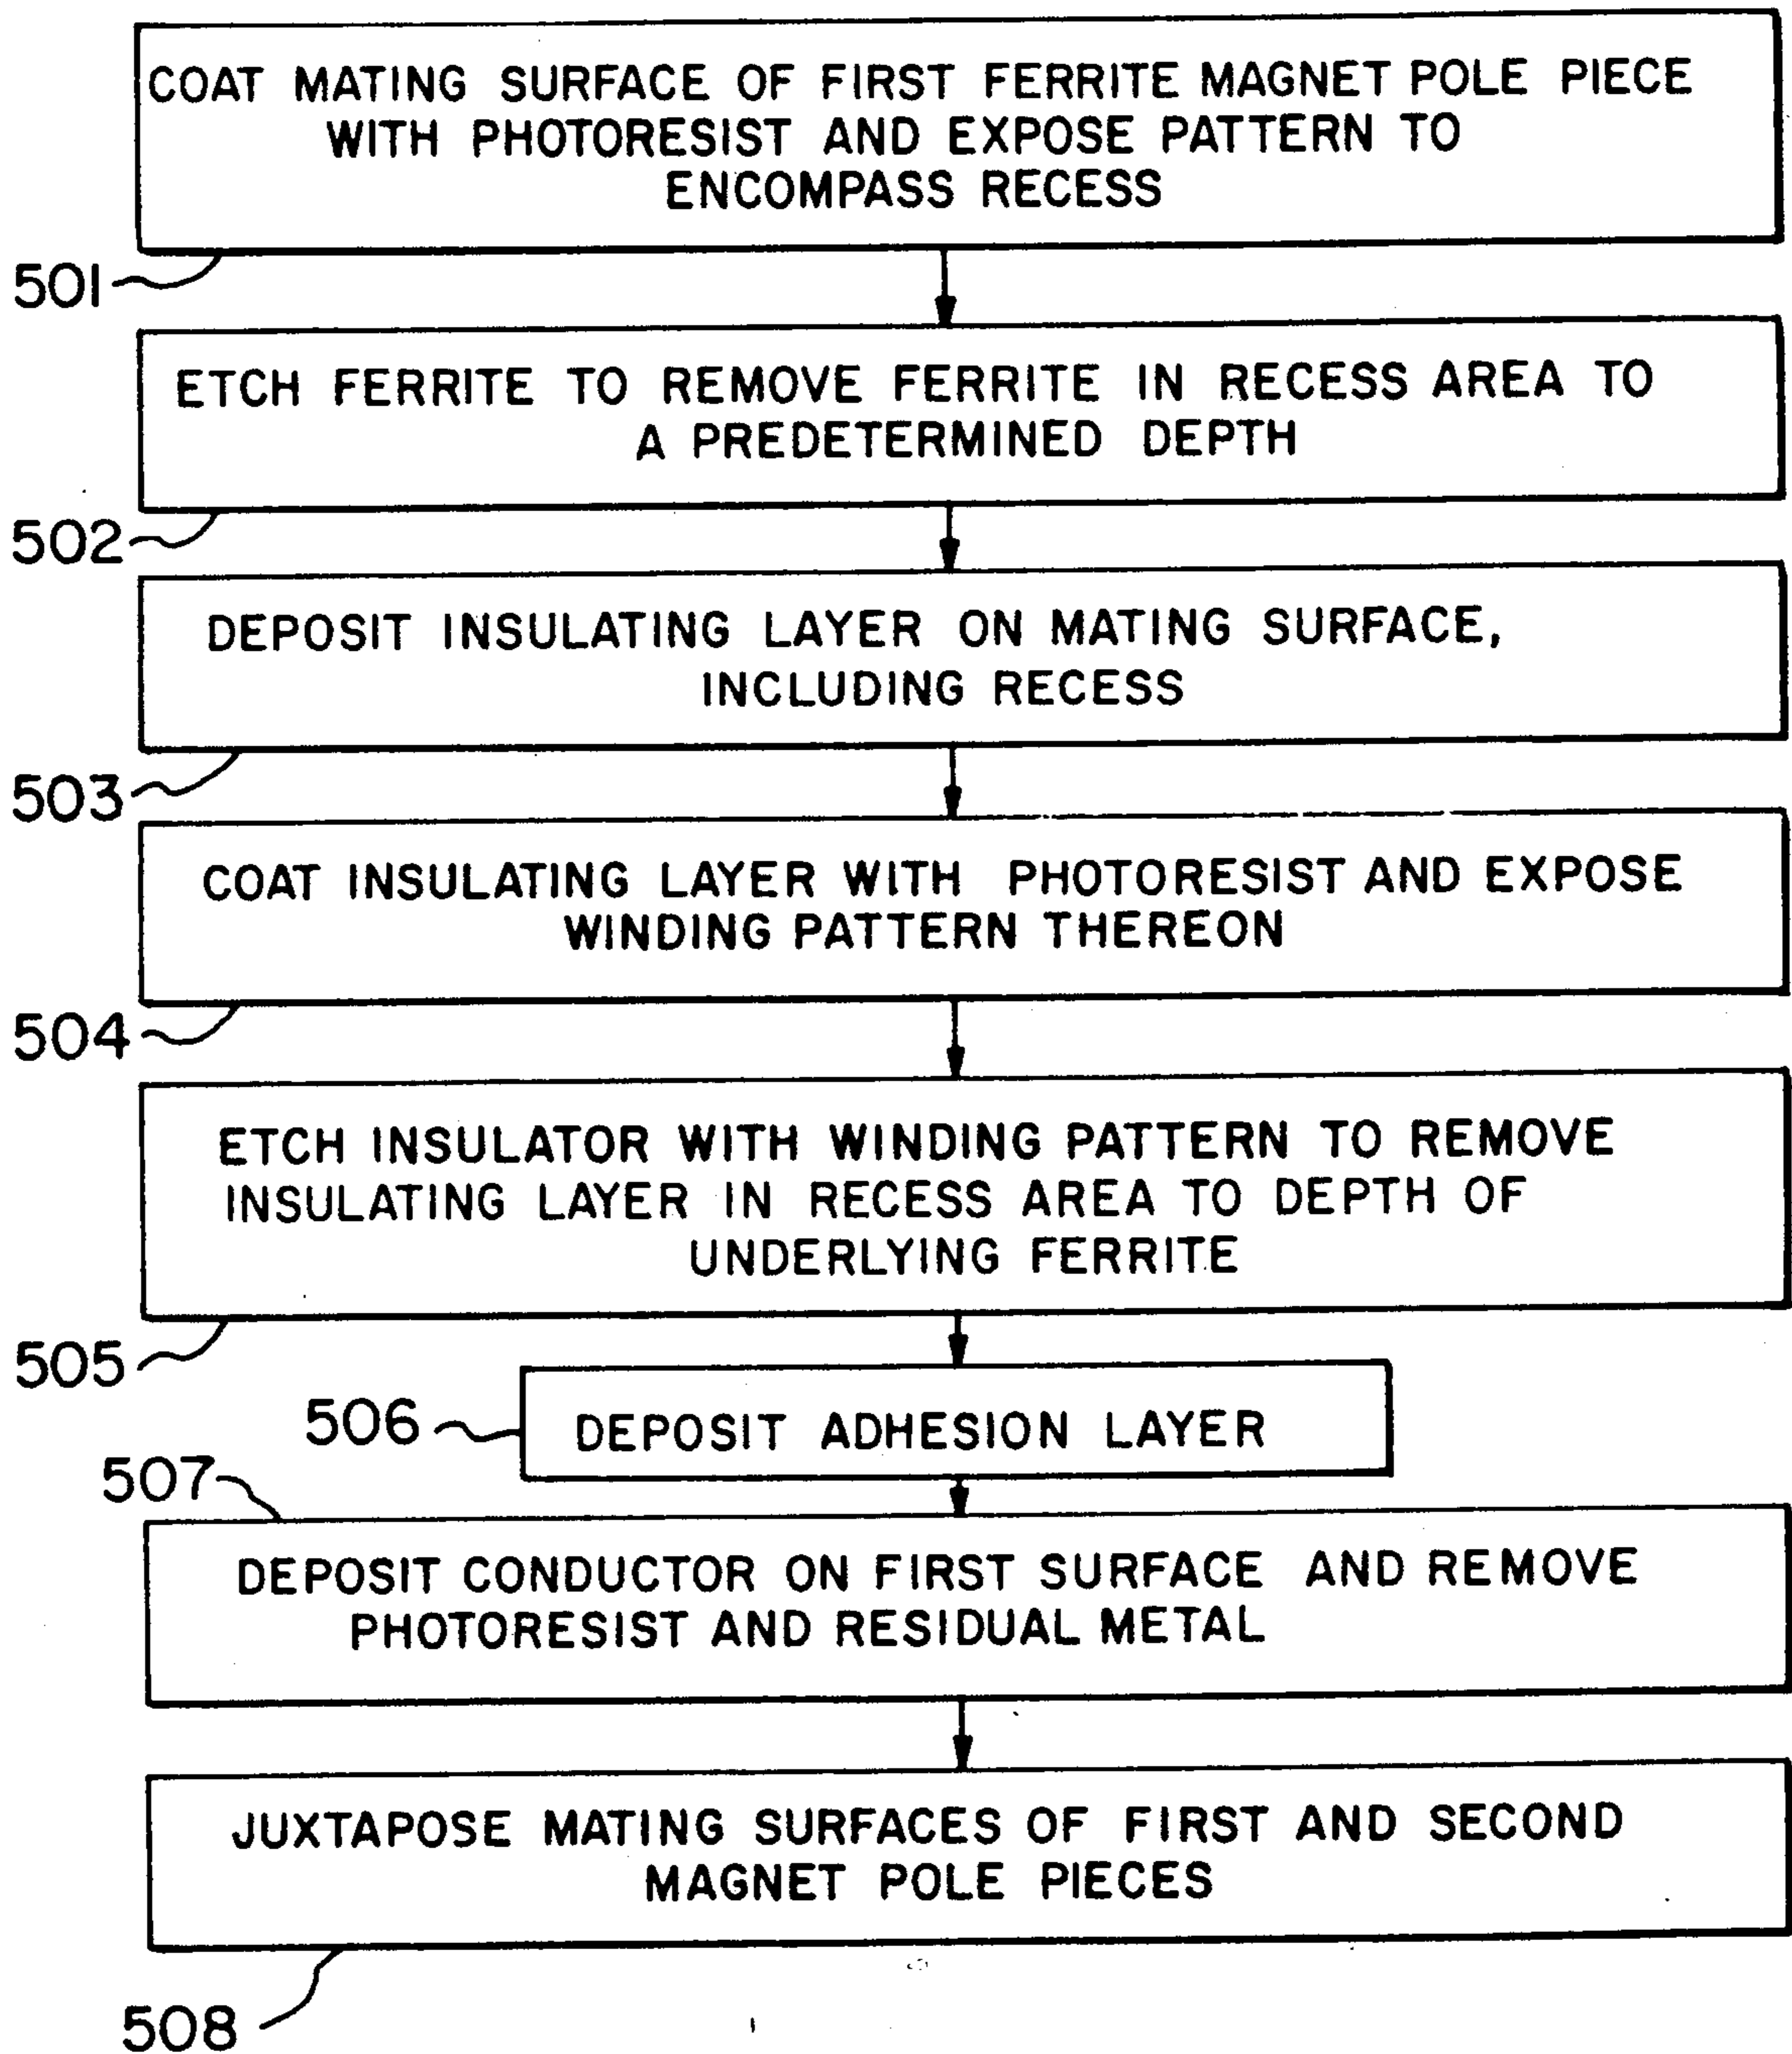 COAT MATING SURFACE OF FIRST FERRITE MAGNET POLE PIECE
WITH PHOTORESIST AND EXPOSE PATTERN TO
ENCOMPASS RECESS
501
ETCH FERRITE TO REMOVE FERRITE IN RECESS AREA TO
A PREDETERMINED DEPTH
502
DEPOSIT INSULATING LAYER ON MATING SURFACE,
INCLUDING RECESS
503
COAT INSULATING LAYER WITH PHOTORESIST AND EXPOSE
WINDING PATTERN THEREON
504
ETCH INSULATOR WITH WINDING PATTERN TO REMOVE
INSULATING LAYER IN RECESS AREA TO DEPTH OF
UNDERLYING FERRITE
505
506
DEPOSIT ADHESION LAYER
507
DEPOSIT CONDUCTOR ON FIRST SURFACE AND REMOVE
PHOTORESIST AND RESIDUAL METAL
JUXTAPOSE MATING SURFACES OF FIRST AND SECOND
MAGNET POLE PIECES
508